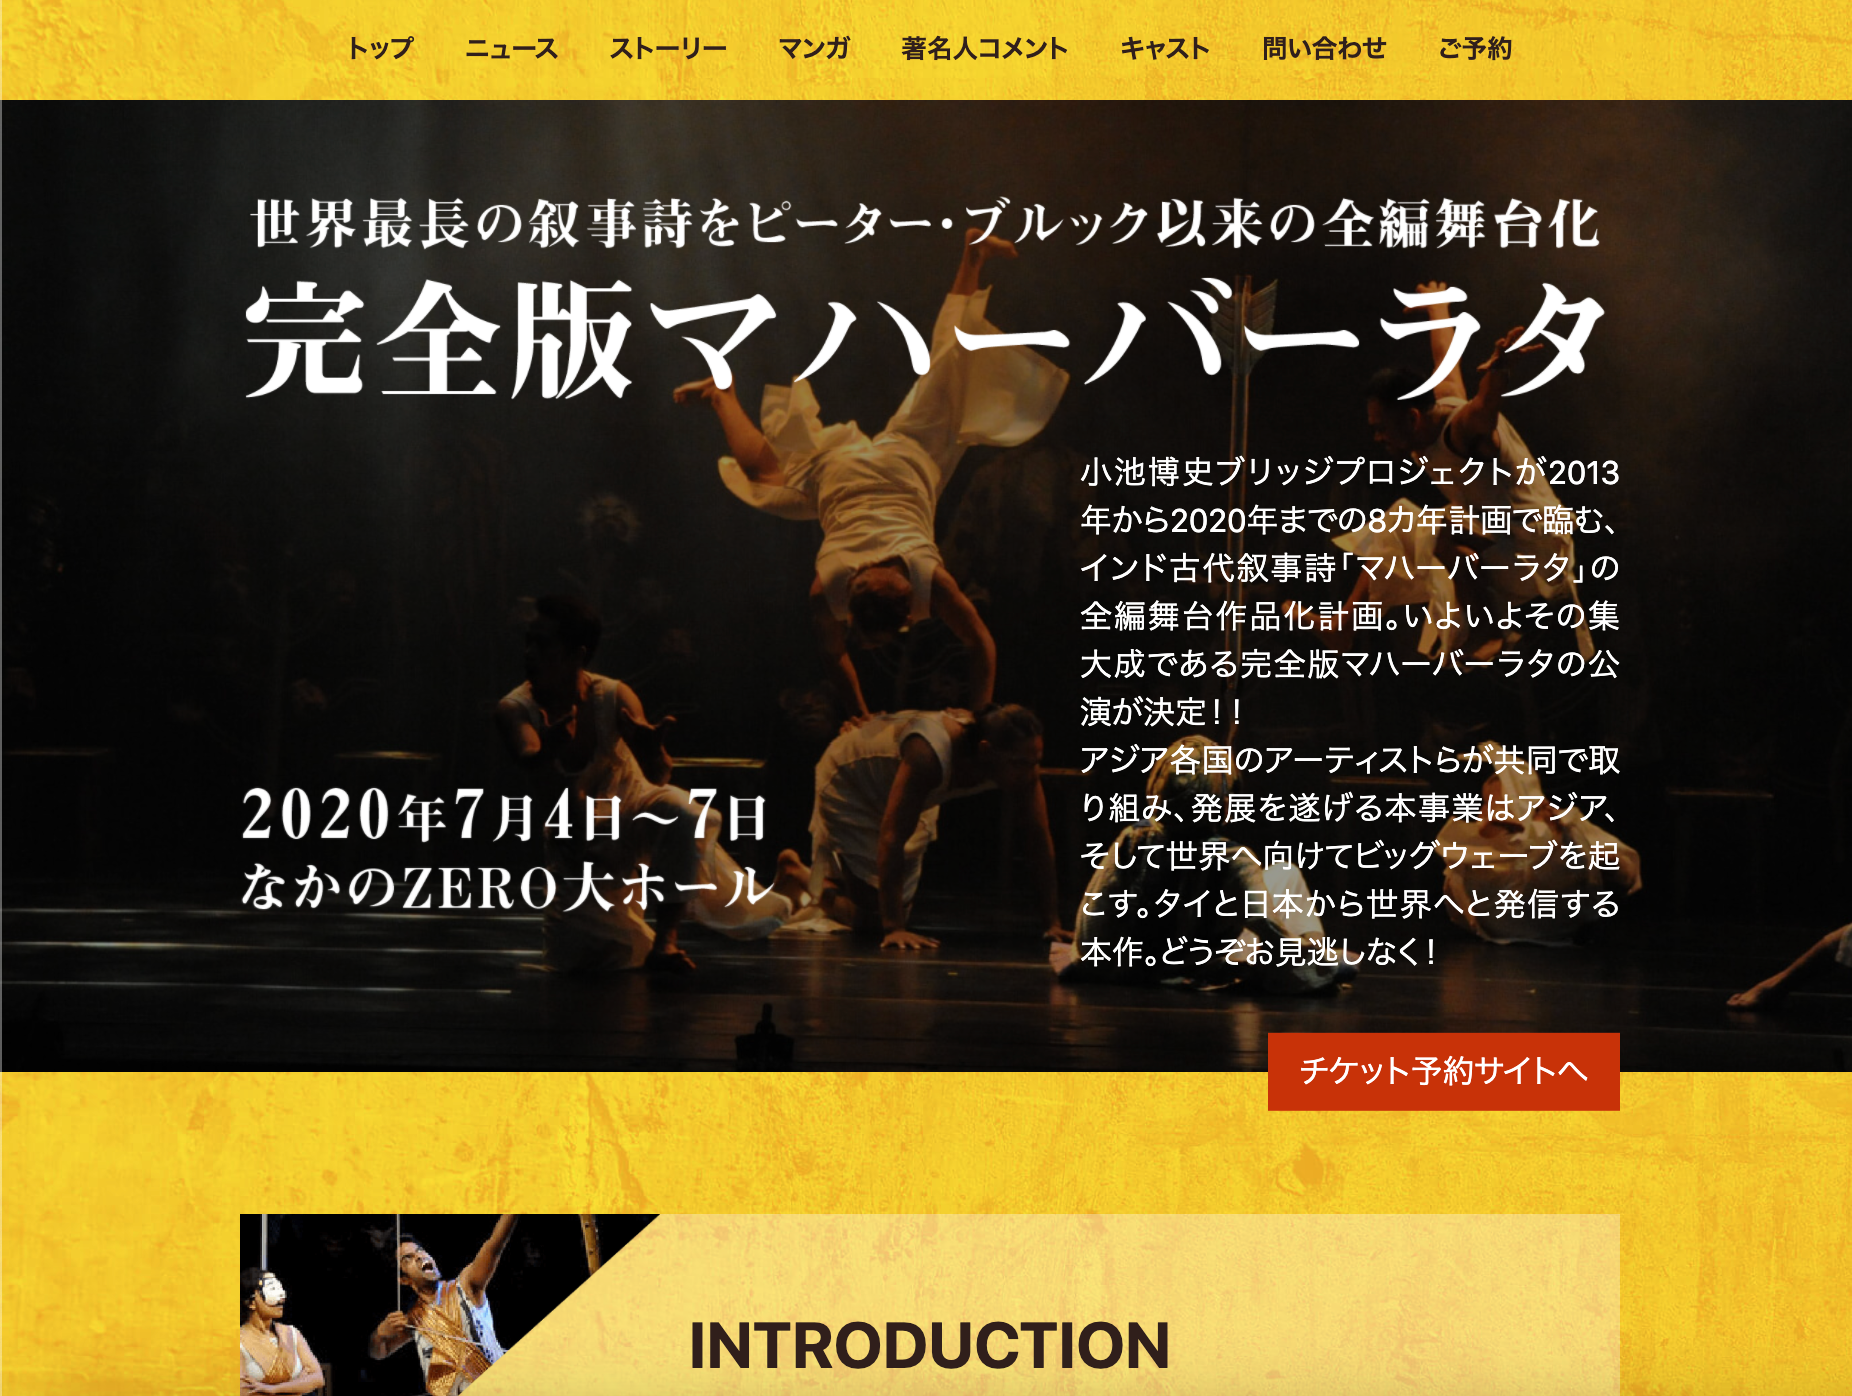 トップ ニュース ストーリー マンガ 著名人コメント キャスト 問い合わせ ご予約
世界最長の叙事詩をピーター・ブルック以来の全編舞台化
完全版マハーバーラタ
小池博史ブリッジプロジェクトが2013
年から2020年までの8カ年計画で臨む、
インド古代叙事詩「マハーバーラタ」の
全編舞台作品化計画。いよいよその集
大成である完全版マハーバーラタの公
演が決定！！
アジア各国のアーティストらが共同で取
り組み、発展を遂げる本事業はアジア、
そして世界へ向けてビッグウェーブを起
こす。タイと日本から世界へと発信する
本作。どうぞお見逃しなく！
2020年7月4日〜7日
なかのZERO大ホール
チケット予約サイトへ
INTRODUCTION